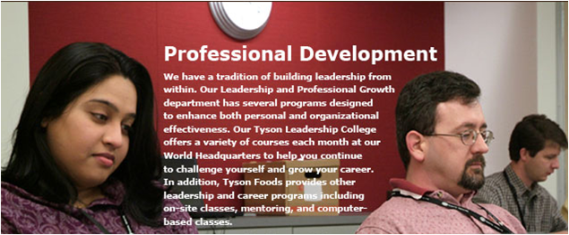 Professional Development
We have a tradition of building leadership from
within. Our Leadership and Professional Growth
department has several programs designed
to enhance both personal and organizational
effectiveness. Our Tyson Leadership College
offers a variety of courses each month at our
World Headquarters to help you continue
to challenge yourself and grow your career.
In addition, Tyson Foods provides other
leadership and career programs including
on-site classes, mentoring, and computer-
based classes.